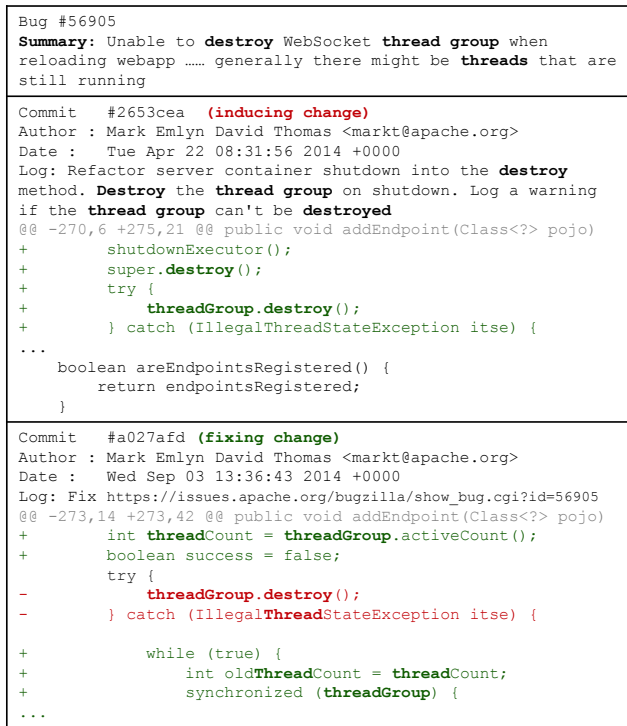 Bug #56905
Summary: Unable to destroy WebSocket thread group when
reloading webapp …… generally there might be threads that are
still running
Commit   #2653cea  (inducing change)
Author : Mark Emlyn David Thomas <markt@apache.org>
Date :   Tue Apr 22 08:31:56 2014 +0000
Log: Refactor server container shutdown into the destroy
method. Destroy the thread group on shutdown. Log a warning
if the thread group can't be destroyed
@@ -270,6 +275,21 @@ public void addEndpoint(Class<?> pojo)
+        shutdownExecutor();
+        super.destroy();
+        try {
+            threadGroup.destroy();
+        } catch (IllegalThreadStateException itse) {
...
    boolean areEndpointsRegistered() {
        return endpointsRegistered;
    }
Commit   #a027afd (fixing change)
Author : Mark Emlyn David Thomas <markt@apache.org>
Date :   Wed Sep 03 13:36:43 2014 +0000
Log: Fix https://issues.apache.org/bugzilla/show_bug.cgi?id=56905
@@ -273,14 +273,42 @@ public void addEndpoint(Class<?> pojo)
+        int threadCount = threadGroup.activeCount();
+        boolean success = false;
         try {
-            threadGroup.destroy();
-        } catch (IllegalThreadStateException itse) {
+            while (true) {
+                int oldThreadCount = threadCount;
+                synchronized (threadGroup) {
...